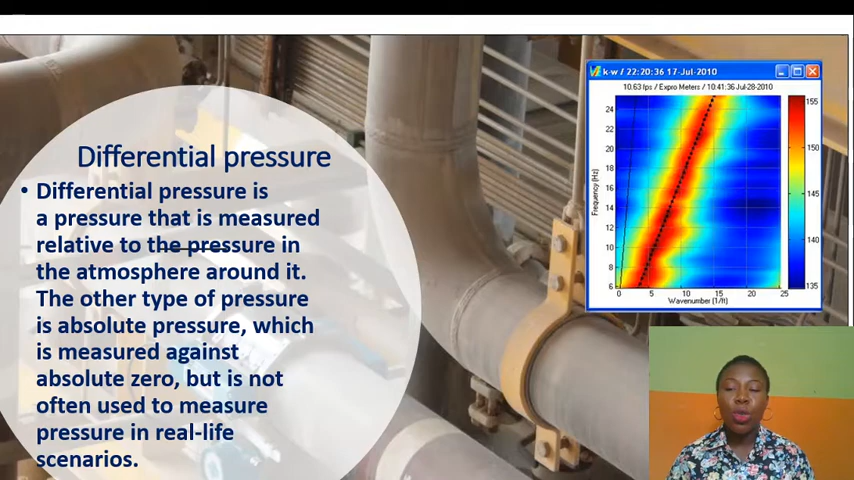 Differential pressure
• Differential pressure is
a pressure that is measured
relative to the pressure in
the atmosphere around it.
The other type of pressure
is absolute pressure, which
is measured against
absolute zero, but is not
often used to measure
pressure in real-life
scenarios.
k-w / 22:20:36 17-Jul-2010
10.63 fps / Expro Meters / 10:41:36 Jul-28-2010
Frequency (Hz)
24
22
20
18
16
14
12
10
8
6
0 5 10 15 20 25
Wavenumber (1/ft)
155
150
145
140
135